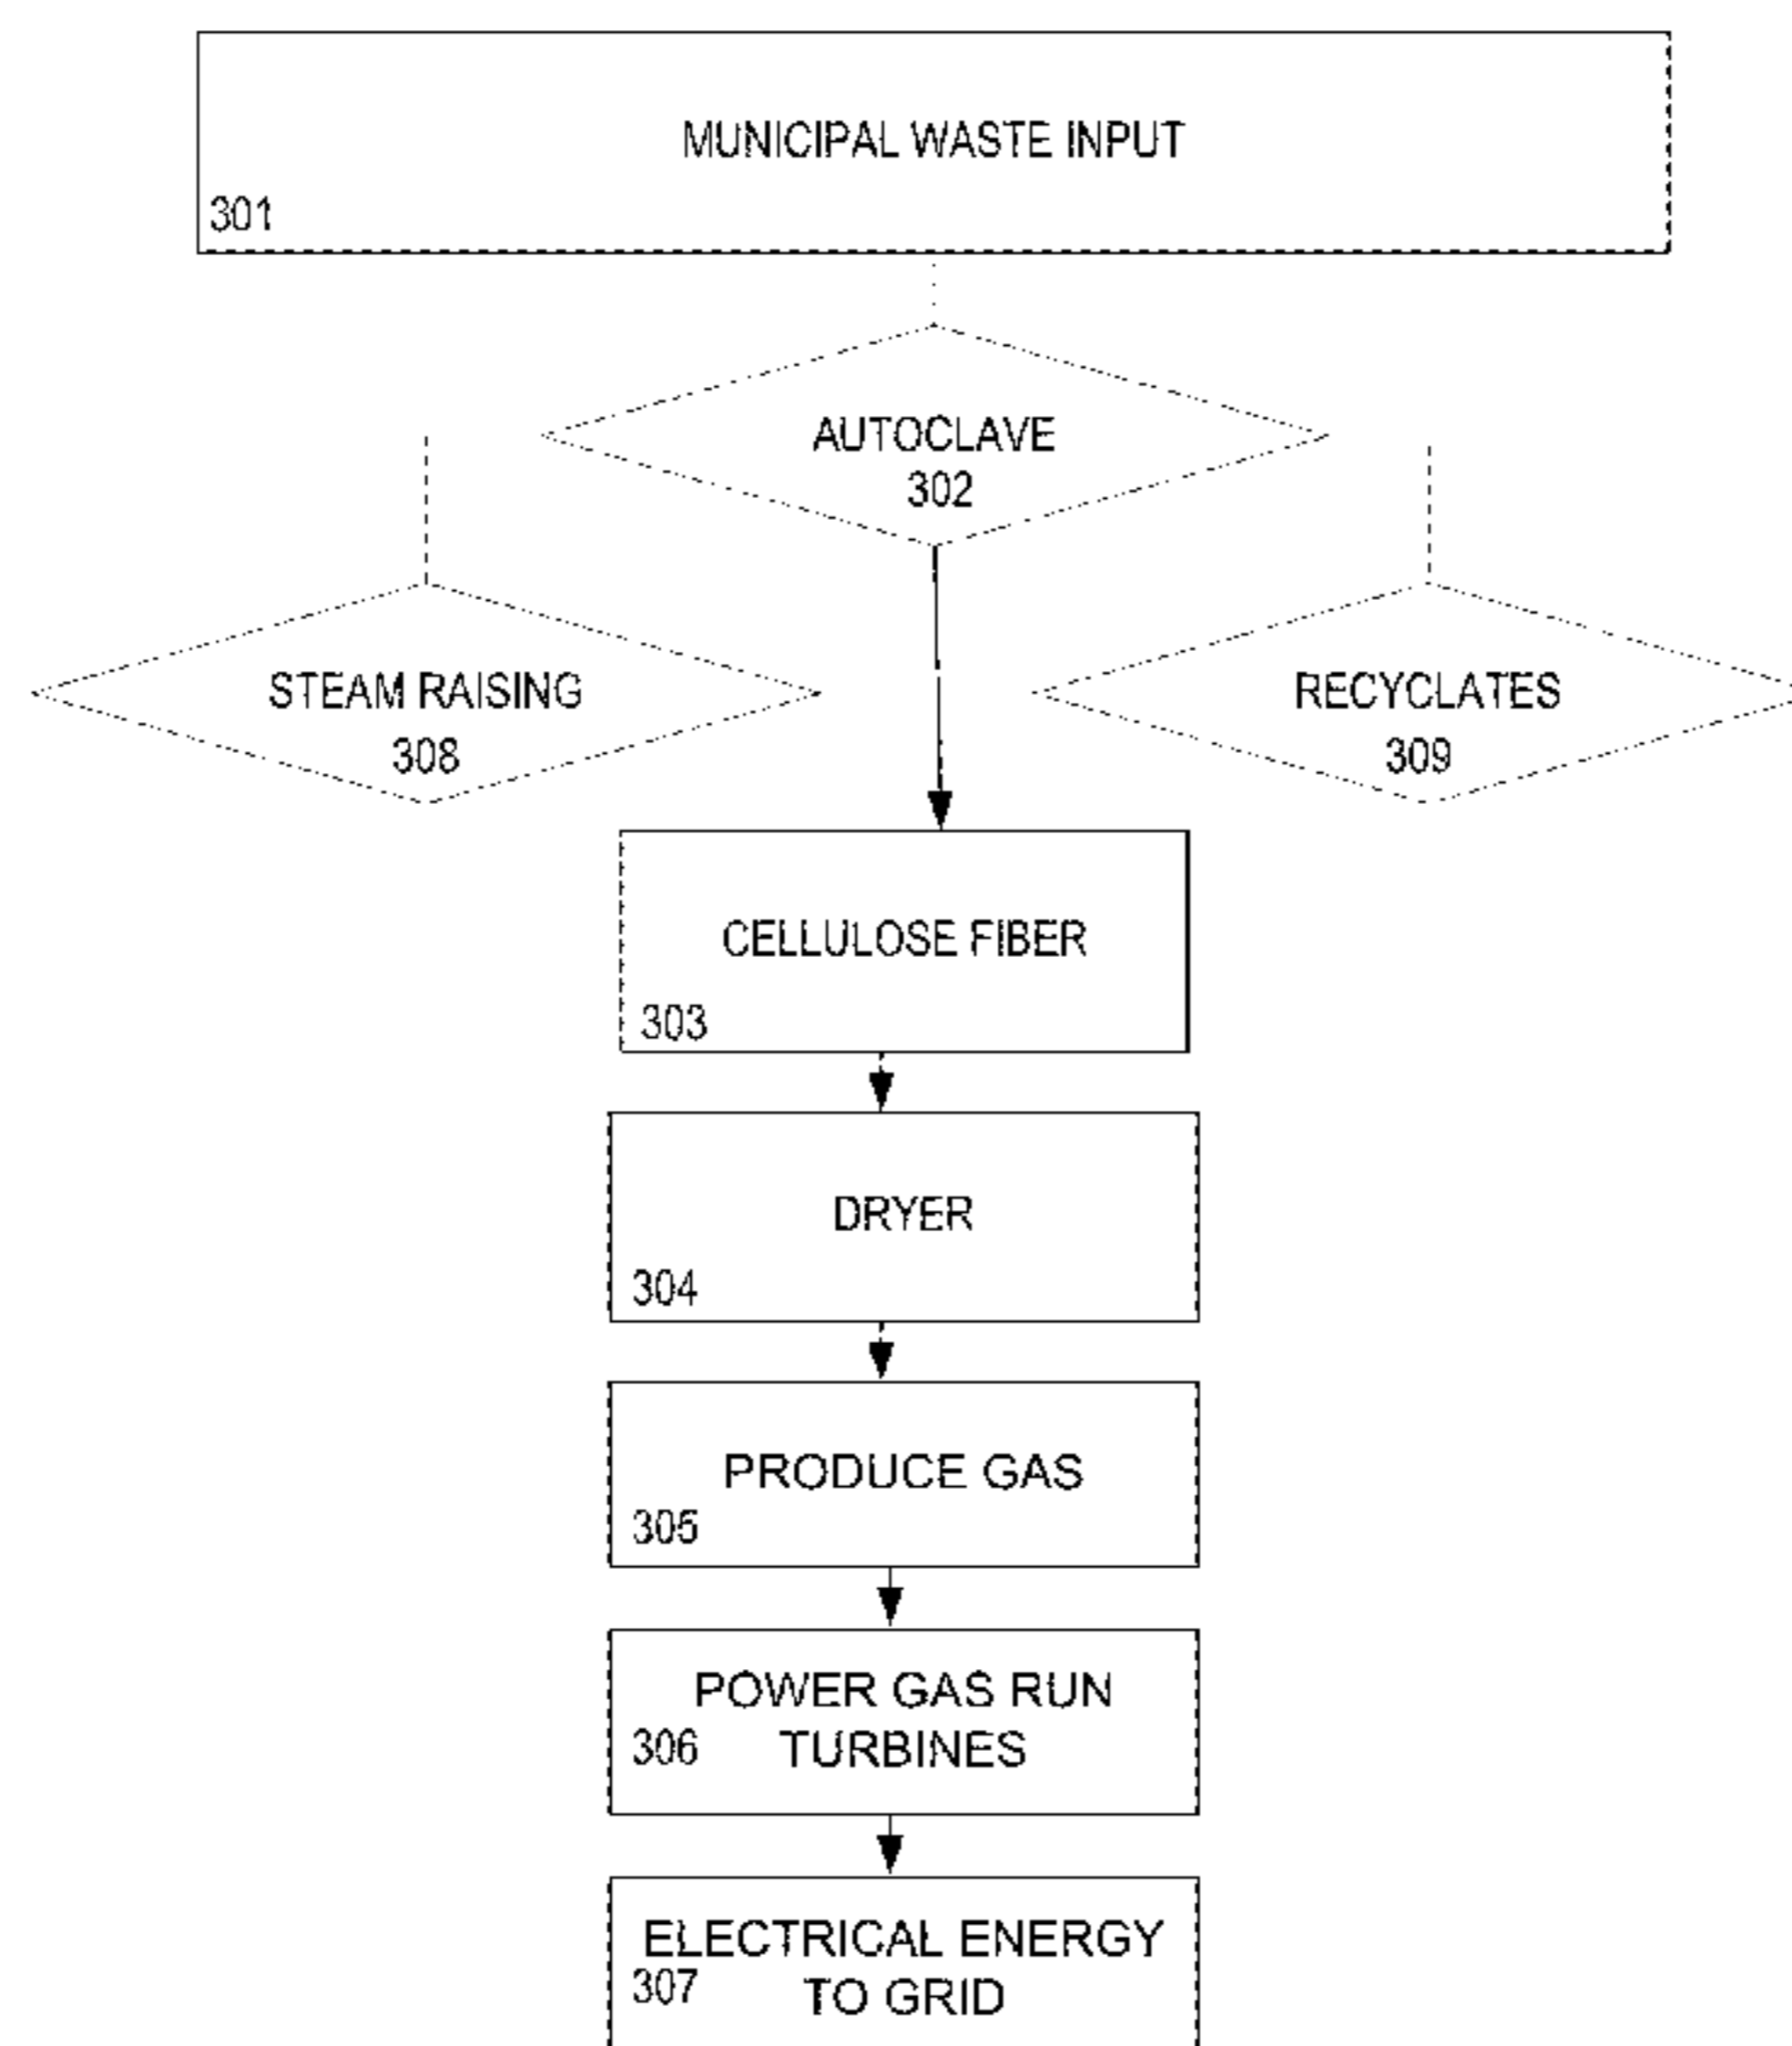 MUNICIPAL WASTE INPUT
301
AUTOCLAVE
302
STEAM RAISING
308
RECYCLATES
309
CELLULOSE FIBER
303
DRYER
304
PRODUCE GAS
305
POWER GAS RUN
306 TURBINES
ELECTRICAL ENERGY
307 TO GRID